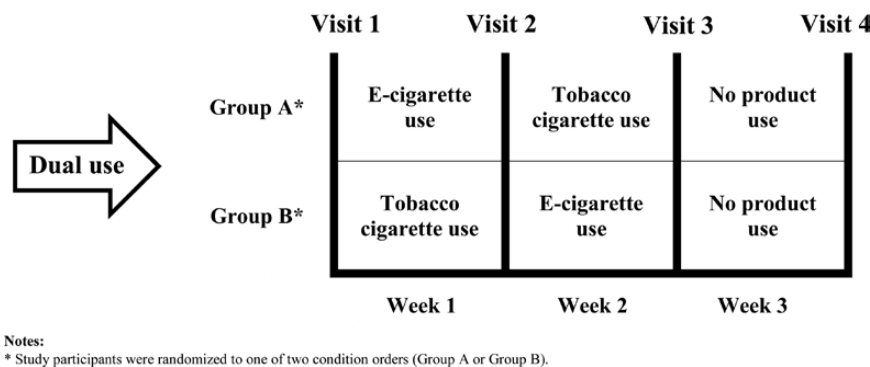 Visit 1 Visit 2 Visit 3 Visit 4
Dual use
Group A*
E-cigarette
use
Tobacco
cigarette use
No product
use
Group B*
Tobacco
cigarette use
E-cigarette
use
No product
use
Week 1 Week 2 Week 3
Notes:
* Study participants were randomized to one of two condition orders (Group A or Group B).